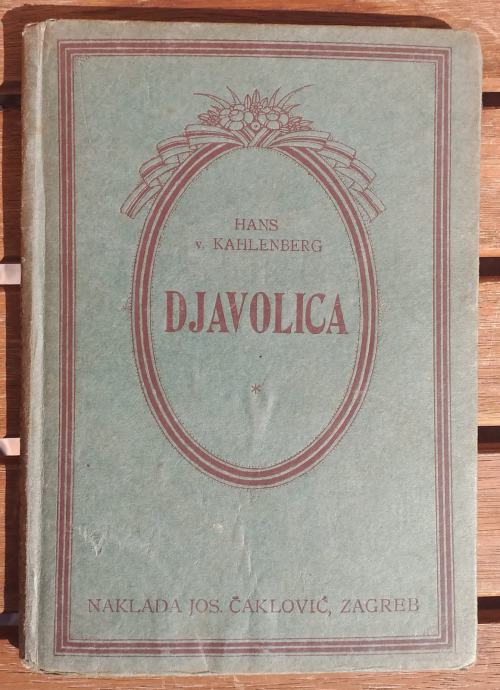 HANS
v. KAHLENBERG
DJAVOLICA
*
NAKLADA JOS. ČAKLOVIĆ, ZAGREB